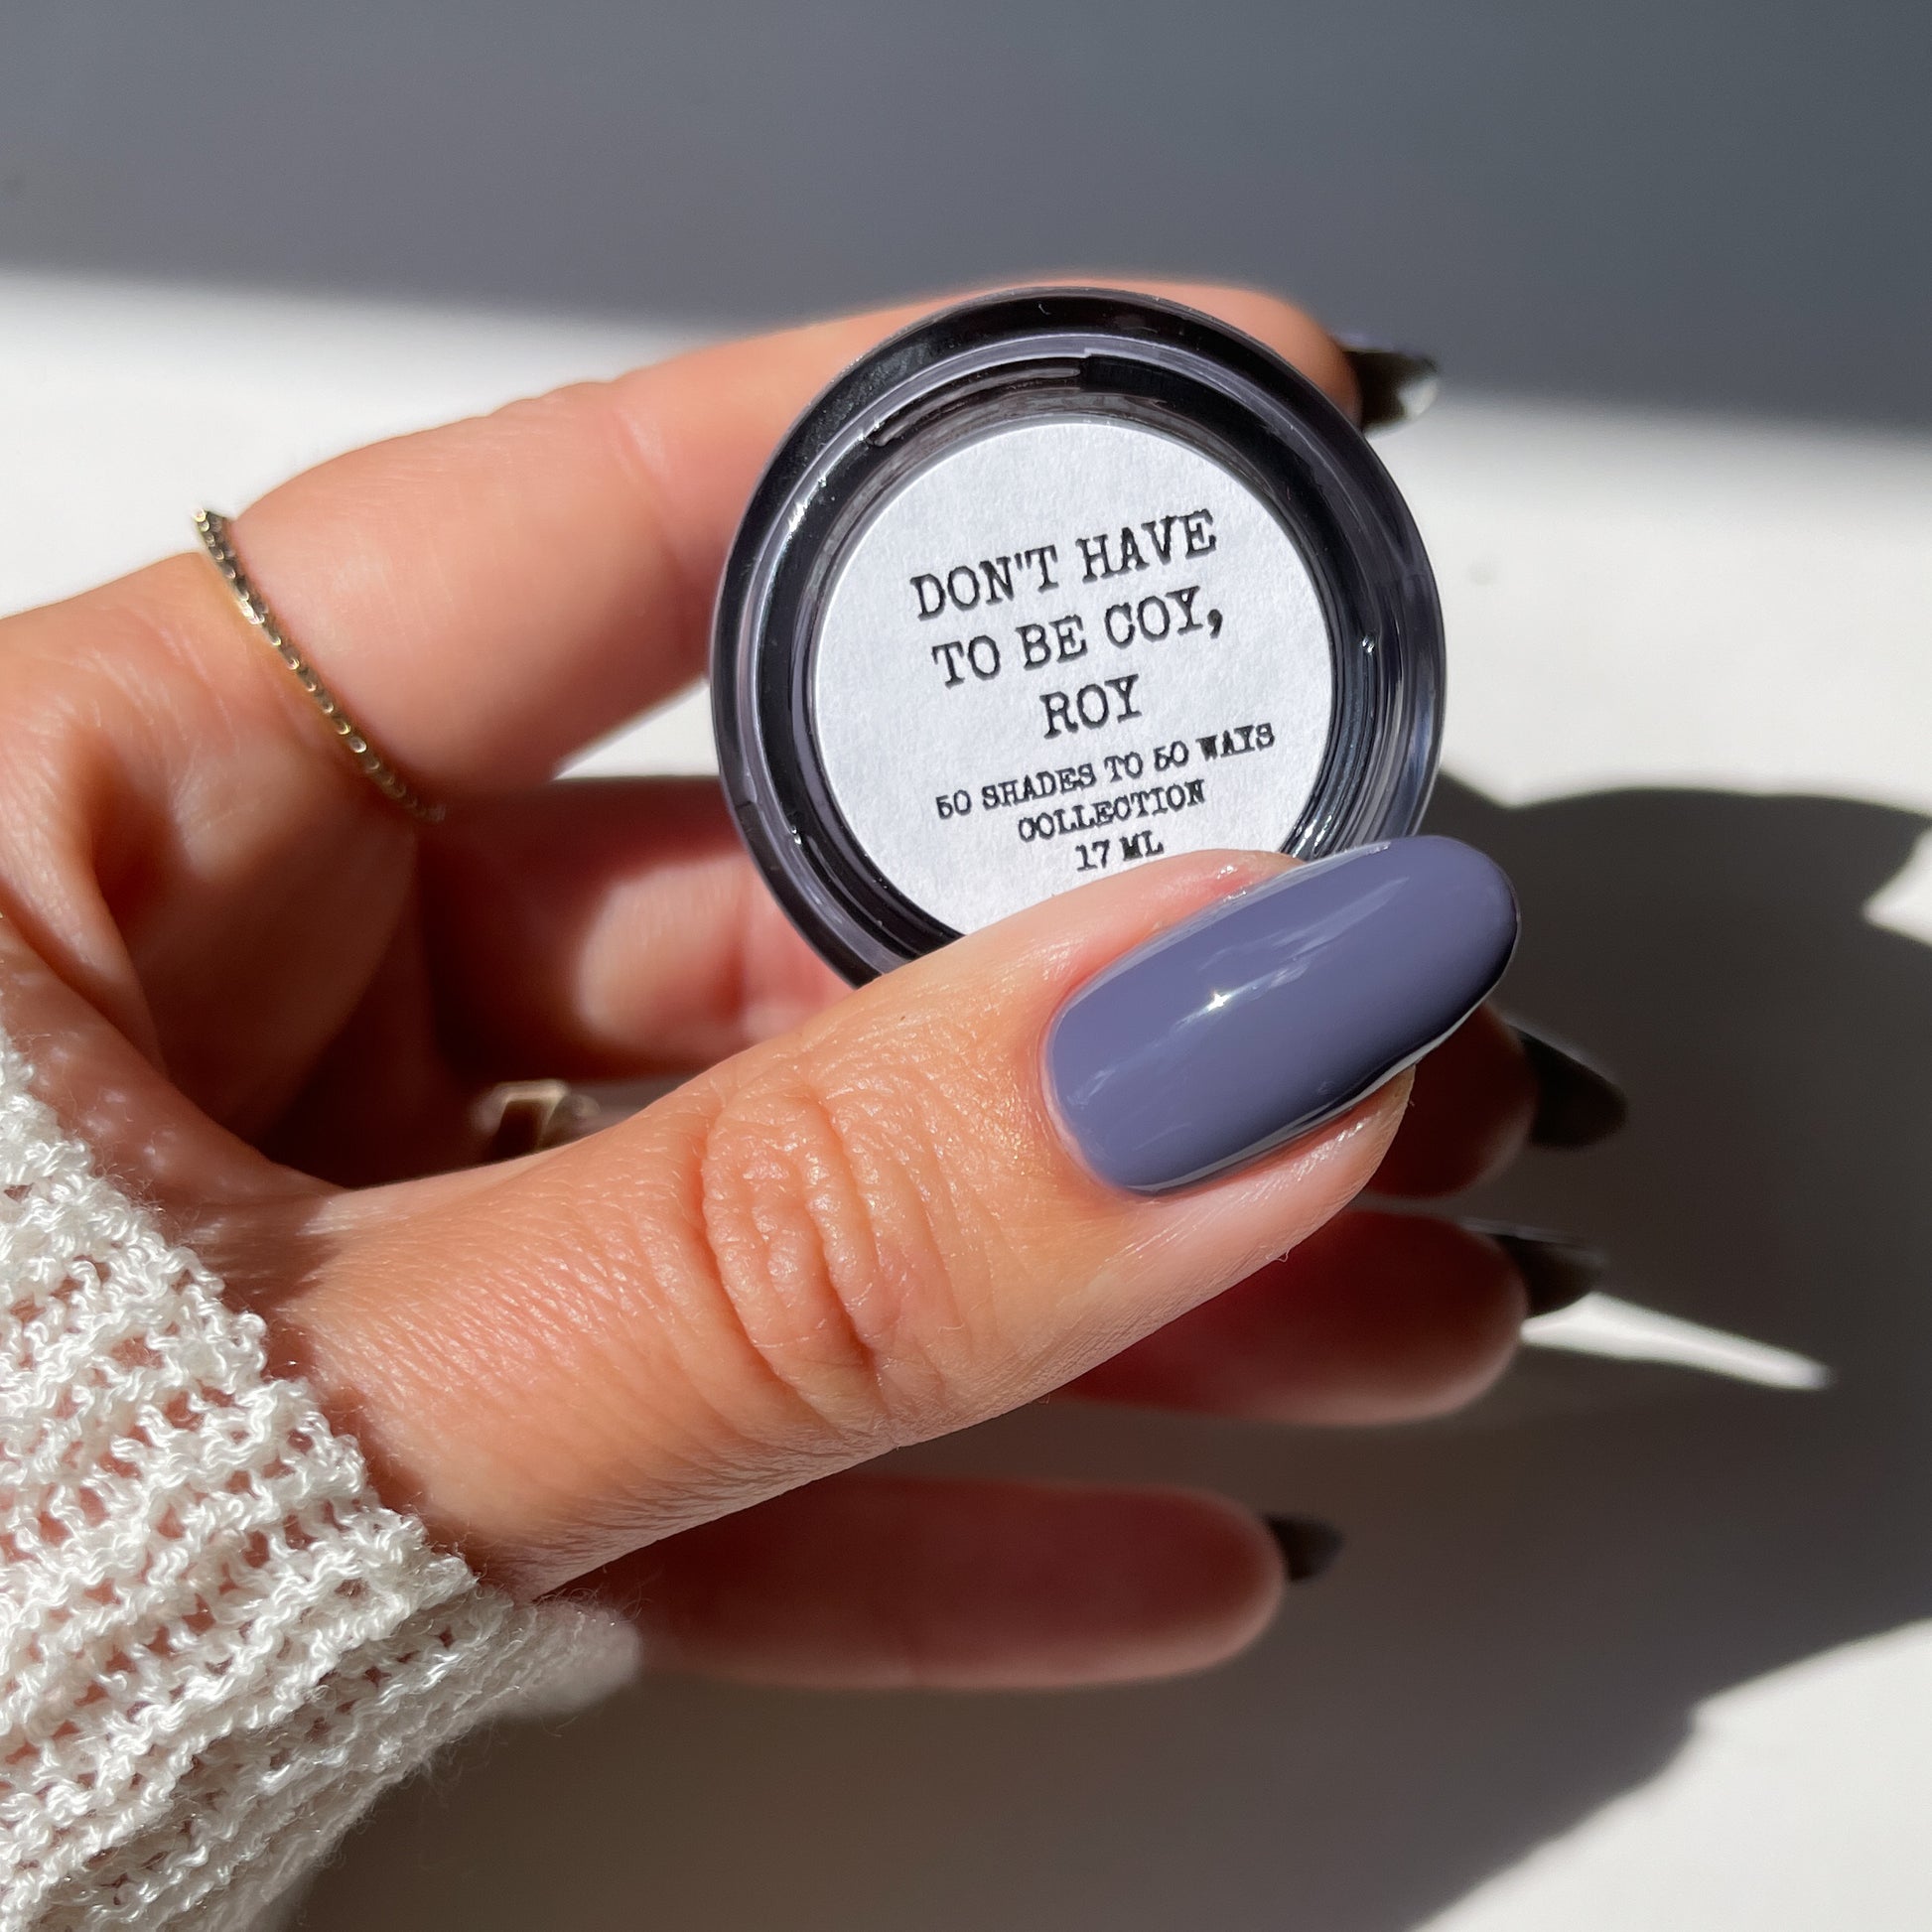 DON'T HAVE
TO BE COY,
ROY
50 SHADES TO 50 WAYS
COLLECTION
17 ML